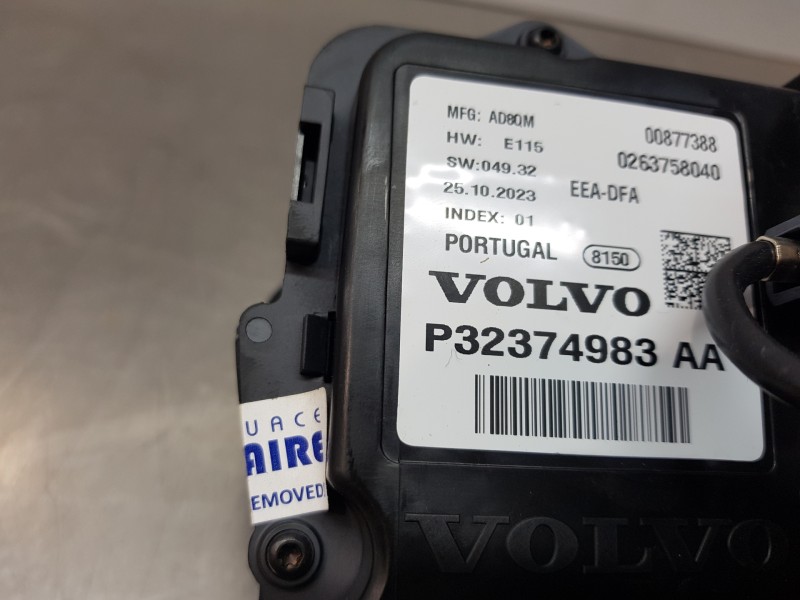 MFG: AD8QM
00877388
HW: E115
0263758040
SW:049.32
25.10.2023
EEA-DFA
INDEX: 01
PORTUGAL
8150
VOLVO
P32374983 AA
UACE
AIRE
EMOVED
VOLVO